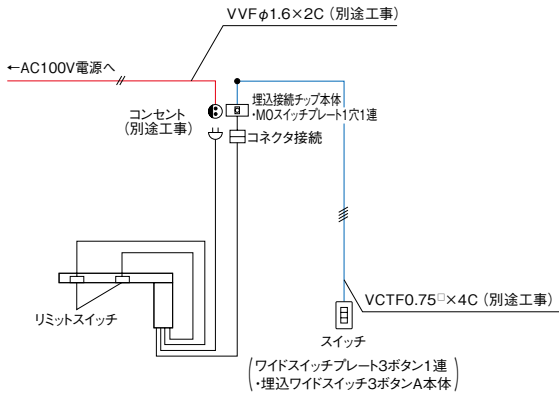 VVFφ1.6×2C（別途工事）
←AC100V電源へ
コンセント
（別途工事）
埋込接続チップ本体
・MOスイッチプレート1穴1連
コネクタ接続
リミットスイッチ
VCTF0.75□×4C（別途工事）
スイッチ
（ワイドスイッチプレート3ボタン1連
・埋込ワイドスイッチ3ボタンA本体）